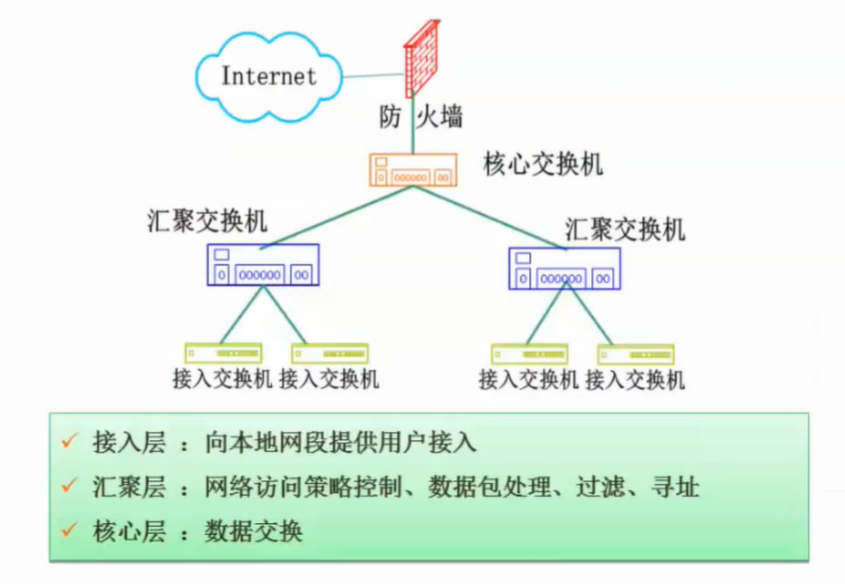 Internet
防 火墙
核心交换机
汇聚交换机
汇聚交换机
接入交换机 接入交换机 接入交换机 接入交换机
接入层 ：向本地网段提供用户接入
汇聚层 ：网络访问策略控制、数据包处理、过滤、寻址
核心层 ：数据交换